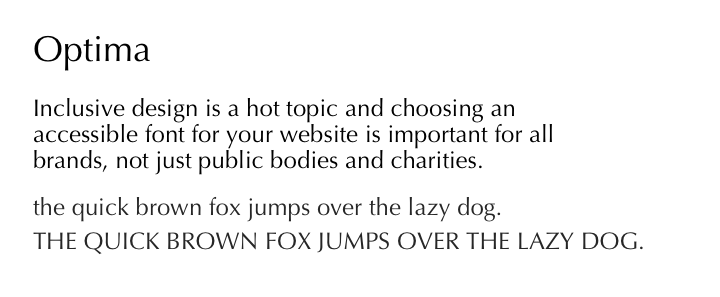 Optima
Inclusive design is a hot topic and choosing an
accessible font for your website is important for all
brands, not just public bodies and charities.
the quick brown fox jumps over the lazy dog.
THE QUICK BROWN FOX JUMPS OVER THE LAZY DOG.